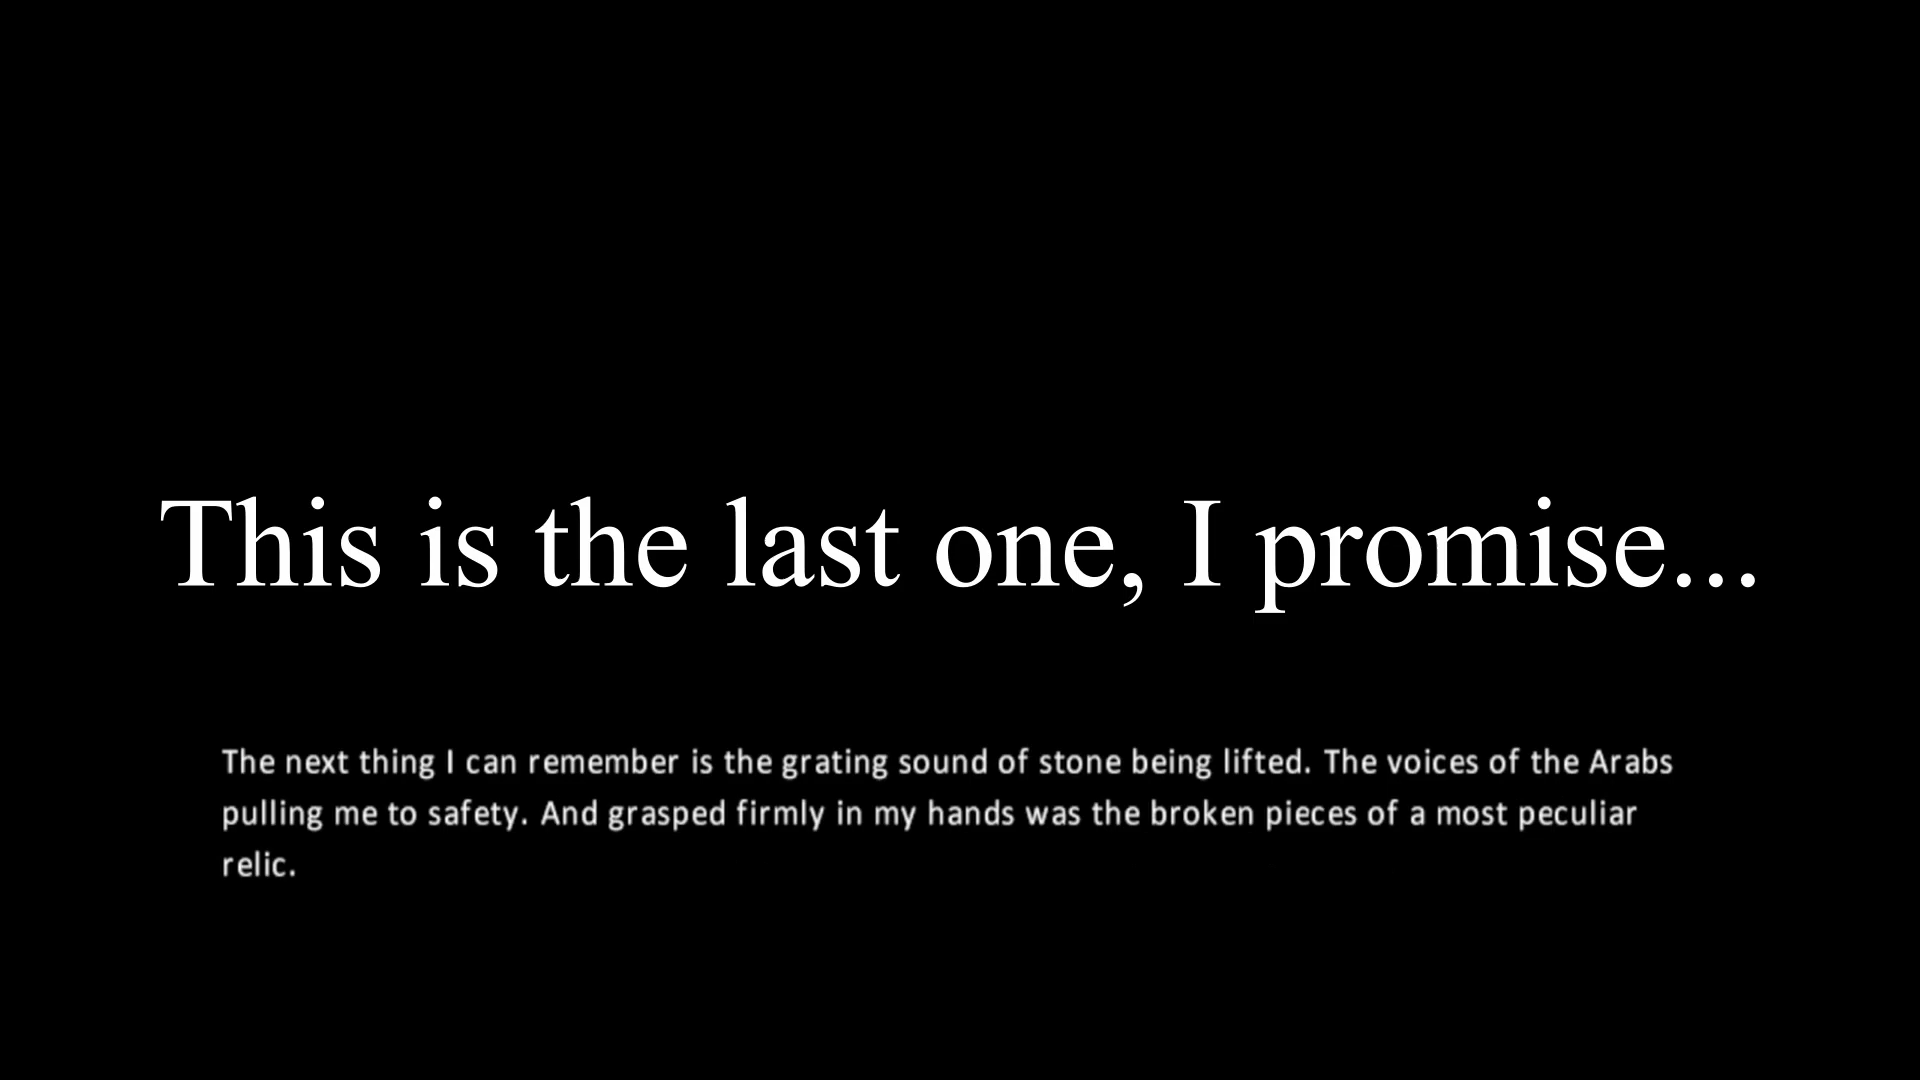 This is the last one, I promise...
The next thing I can remember is the grating sound of stone being lifted. The voices of the Arabs
pulling me to safety. And grasped firmly in my hands was the broken pieces of a most peculiar
relic.